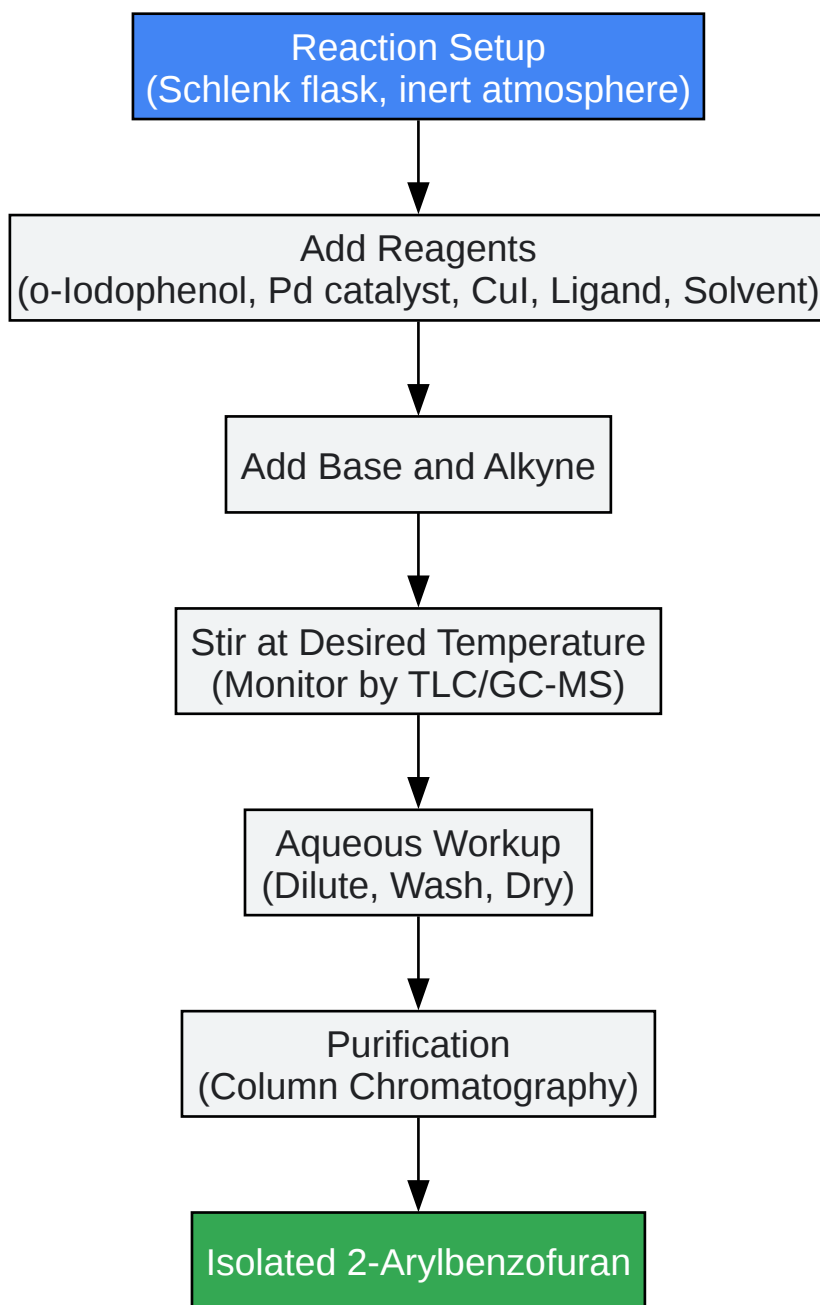 Reaction Setup
(Schlenk flask, inert atmosphere)
Add Reagents
(o-Iodophenol, Pd catalyst, CuI, Ligand, Solvent)
Add Base and Alkyne
Stir at Desired Temperature
(Monitor by TLC/GC-MS)
Aqueous Workup
(Dilute, Wash, Dry)
Purification
(Column Chromatography)
Isolated 2-Arylbenzofuran